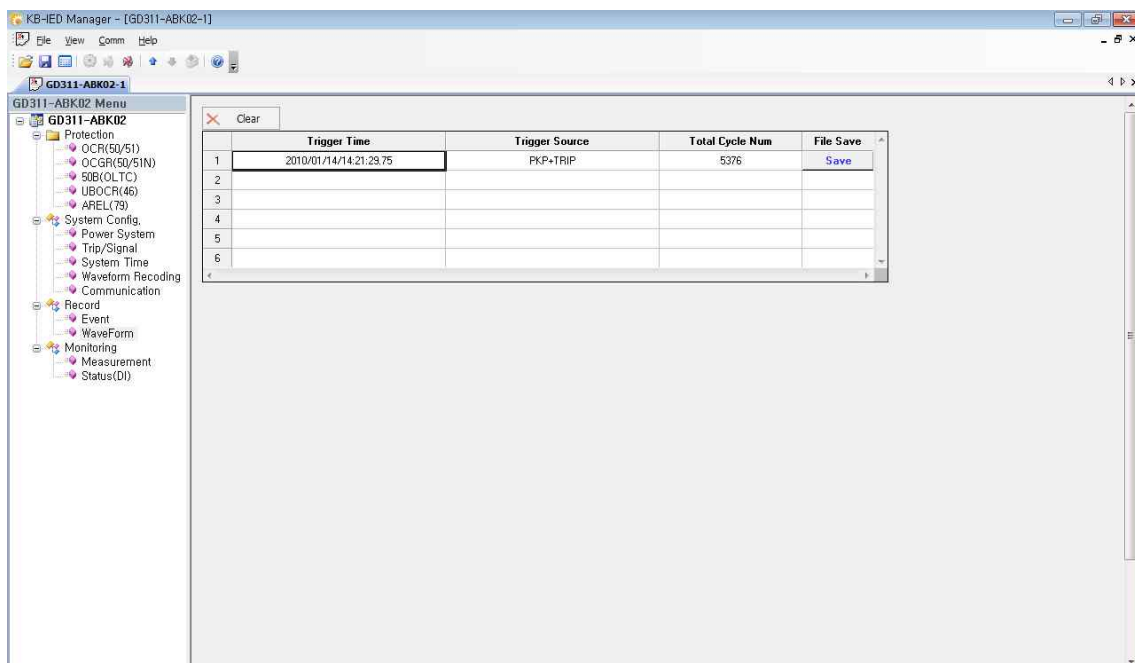 KB-IED Manager - [GD311-ABK02-1]
File View Comm Help
GD311-ABK02-1
GD311-ABK02 Menu
GD311-ABK02
Protection
OCR(50/51)
OCGR(50/51N)
50B(OLTC)
UBOCR(46)
AREL(79)
System Config,
Power System
Trip/Signal
System Time
Waveform Recoding
Communication
Record
Event
WaveForm
Monitoring
Measurement
Status(DI)
Clear
Trigger Time Trigger Source Total Cycle Num File Save
1 2010/01/14/14:21:29.75 PKP+TRIP 5376 Save
2
3
4
5
6